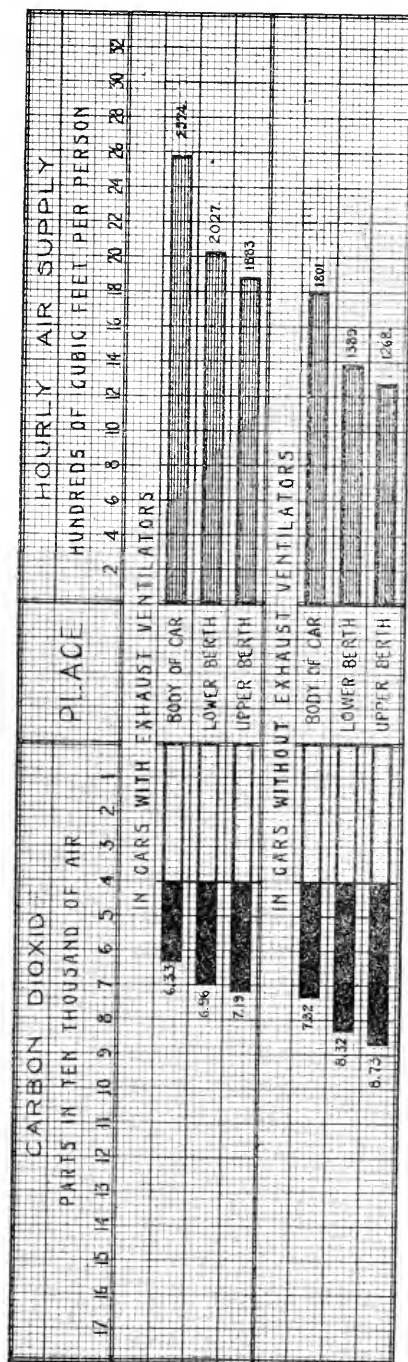 CARBON DIOXID
PLACE
HOURLY AIR SUPPLY
PARTS IN TEN THOUSAND OF AIR
HUNDREDS OF CUBIC FEET PER PERSON
17 16 15 14 13 12 11 10 9 8 7 6 5 4 3 2 1
2 4 6 8 10 12 14 16 18 20 22 24 26 28 30 32
IN CARS WITH EXHAUST VENTILATORS
6.33 BODY OF CAR 2574
6.96 LOWER BERTH 2027
7.19 UPPER BERTH 1883
IN CARS WITHOUT EXHAUST VENTILATORS
7.32 BODY OF CAR 1801
8.32 LOWER BERTH 1389
8.73 UPPER BERTH 1268